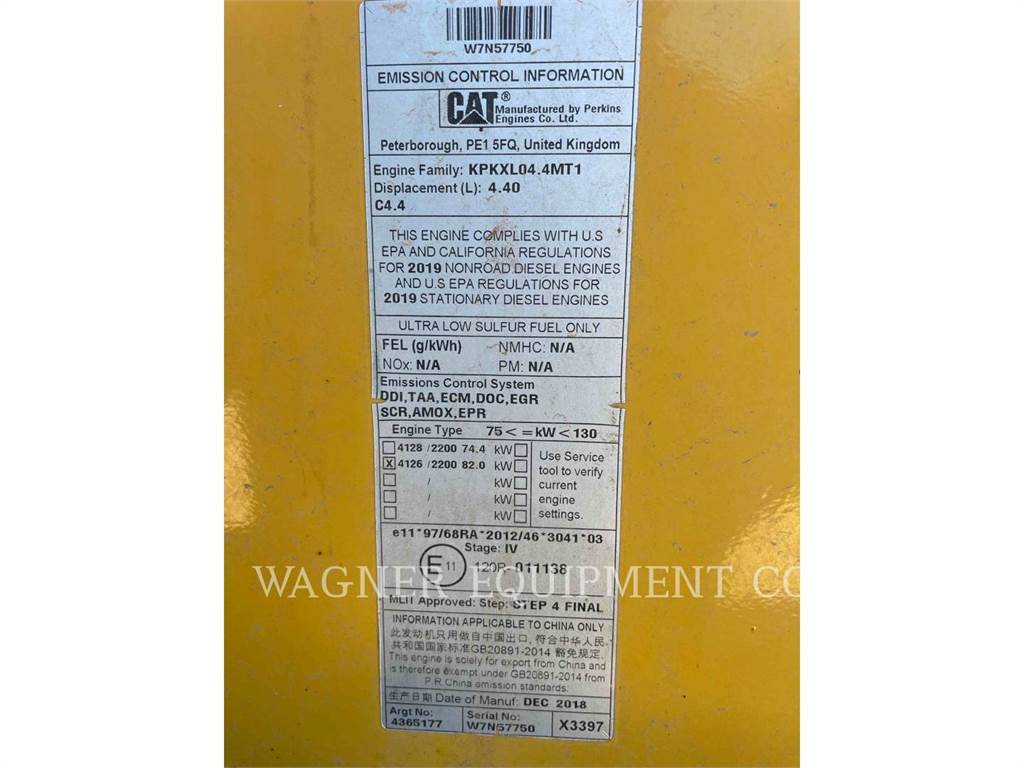 W7N57750
EMISSION CONTROL INFORMATION
CAT® Manufactured by Perkins
Engines Co. Ltd.
Peterborough, PE1 5FQ, United Kingdom
Engine Family: KPKXL04.4MT1
Displacement (L): 4.40
C4.4
THIS ENGINE COMPLIES WITH U.S
EPA AND CALIFORNIA REGULATIONS
FOR 2019 NONROAD DIESEL ENGINES
AND U.S EPA REGULATIONS FOR
2019 STATIONARY DIESEL ENGINES
ULTRA LOW SULFUR FUEL ONLY
FEL (g/kWh) NMHC: N/A
NOx: N/A PM: N/A
Emissions Control System
DDI,TAA,ECM,DOC,EGR
SCR,AMOX,EPR
Engine Type 75< =kW<130
4128 /2200 74.4 kW
X 4126 /2200 82.0 kW
/ kW
/ kW
/ kW
Use Service
tool to verify
current
engine
settings.
e11*97/68RA*2012/46*3041*03
Stage: IV
E 11 120R- 011138
WAGNER EQUIPMENT CO
MLIT Approved: Step: STEP 4 FINAL
INFORMATION APPLICABLE TO CHINA ONLY
此发动机只用做自中国出口,符合中华人民
共和国国家标准GB20891-2014 豁免规定.
This engine is solely for export from China and
is therefore exempt under GB20891-2014 from
P.R.China emission standards.
生产日期 Date of Manuf: DEC 2018
Argt No:
4365177
Serial No:
W7N57750
X3397